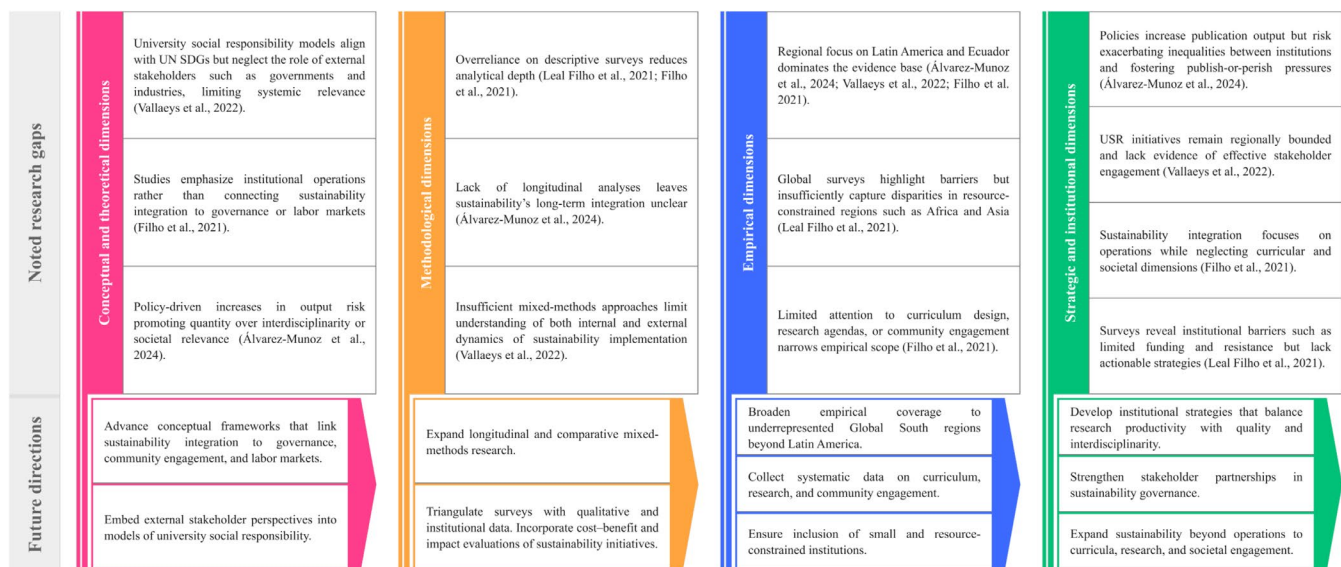 Noted research gaps
Conceptual and theoretical dimensions
University social responsibility models align
with UN SDGs but neglect the role of external
stakeholders such as governments and
industries, limiting systemic relevance
(Vallaeys et al., 2022).
Studies emphasize institutional operations
rather than connecting sustainability
integration to governance or labor markets
(Filho et al., 2021).
Policy-driven increases in output risk
promoting quantity over interdisciplinarity or
societal relevance (Álvarez-Munoz et al.,
2024).
Methodological dimensions
Overreliance on descriptive surveys reduces
analytical depth (Leal Filho et al., 2021; Filho
et al., 2021).
Lack of longitudinal analyses leaves
sustainability’s long-term integration unclear
(Álvarez-Munoz et al., 2024).
Insufficient mixed-methods approaches limit
understanding of both internal and external
dynamics of sustainability implementation
(Vallaeys et al., 2022).
Empirical dimensions
Regional focus on Latin America and Ecuador
dominates the evidence base (Álvarez-Munoz
et al., 2024; Vallaeys et al., 2022; Filho et al.
2021).
Global surveys highlight barriers but
insufficiently capture disparities in resource-
constrained regions such as Africa and Asia
(Leal Filho et al., 2021).
Limited attention to curriculum design,
research agendas, or community engagement
narrows empirical scope (Filho et al., 2021).
Strategic and institutional dimensions
Policies increase publication output but risk
exacerbating inequalities between institutions
and fostering publish-or-perish pressures
(Álvarez-Munoz et al., 2024).
USR initiatives remain regionally bounded
and lack evidence of effective stakeholder
engagement (Vallaeys et al., 2022).
Sustainability integration focuses on
operations while neglecting curricular and
societal dimensions (Filho et al., 2021).
Surveys reveal institutional barriers such as
limited funding and resistance but lack
actionable strategies (Leal Filho et al., 2021).
Future directions
Advance conceptual frameworks that link
sustainability integration to governance,
community engagement, and labor markets.
Embed external stakeholder perspectives into
models of university social responsibility.
Expand longitudinal and comparative mixed-
methods research.
Triangulate surveys with qualitative and
institutional data. Incorporate cost–benefit and
impact evaluations of sustainability initiatives.
Broaden empirical coverage to
underrepresented Global South regions
beyond Latin America.
Collect systematic data on curriculum,
research, and community engagement.
Ensure inclusion of small and resource-
constrained institutions.
Develop institutional strategies that balance
research productivity with quality and
interdisciplinarity.
Strengthen stakeholder partnerships in
sustainability governance.
Expand sustainability beyond operations to
curricula, research, and societal engagement.